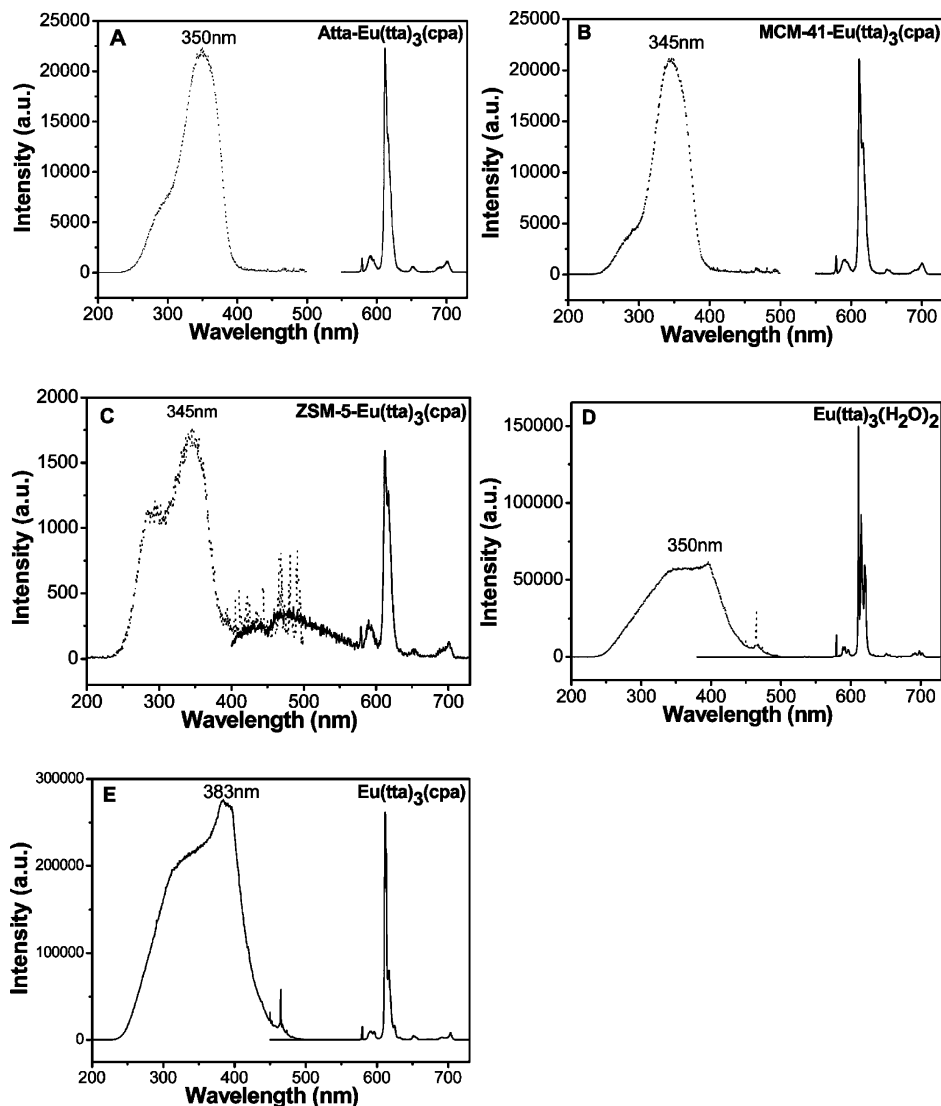 A
350nm
Atta-Eu(tta)3(cpa)
Intensity (a.u.)
25000
20000
15000
10000
5000
0
200 300 400 500 600 700
Wavelength (nm)
B
345nm
MCM-41-Eu(tta)3(cpa)
Intensity (a.u.)
25000
20000
15000
10000
5000
0
200 300 400 500 600 700
Wavelength (nm)
C
345nm
ZSM-5-Eu(tta)3(cpa)
Intensity (a.u.)
2000
1500
1000
500
0
200 300 400 500 600 700
Wavelength (nm)
D
350nm
Eu(tta)3(H2O)2
Intensity (a.u.)
150000
100000
50000
0
200 300 400 500 600 700
Wavelength (nm)
E
383nm
Eu(tta)3(cpa)
Intensity (a.u.)
300000
200000
100000
0
200 300 400 500 600 700
Wavelength (nm)